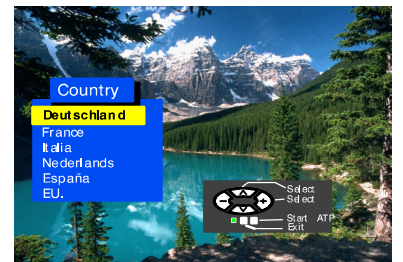 Country
Deutschland
France
Italia
Nederlands
España
EU.
Select
Select
Start ATP
Exit